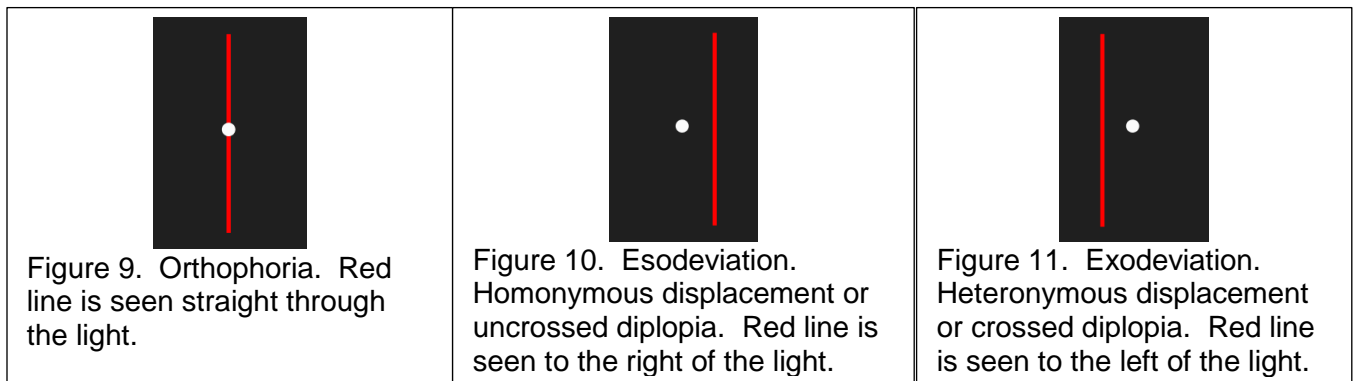 Figure 9. Orthophoria. Red
line is seen straight through
the light.
Figure 10. Esodeviation.
Homonymous displacement or
uncrossed diplopia. Red line is
seen to the right of the light.
Figure 11. Exodeviation.
Heteronymous displacement
or crossed diplopia. Red line
is seen to the left of the light.